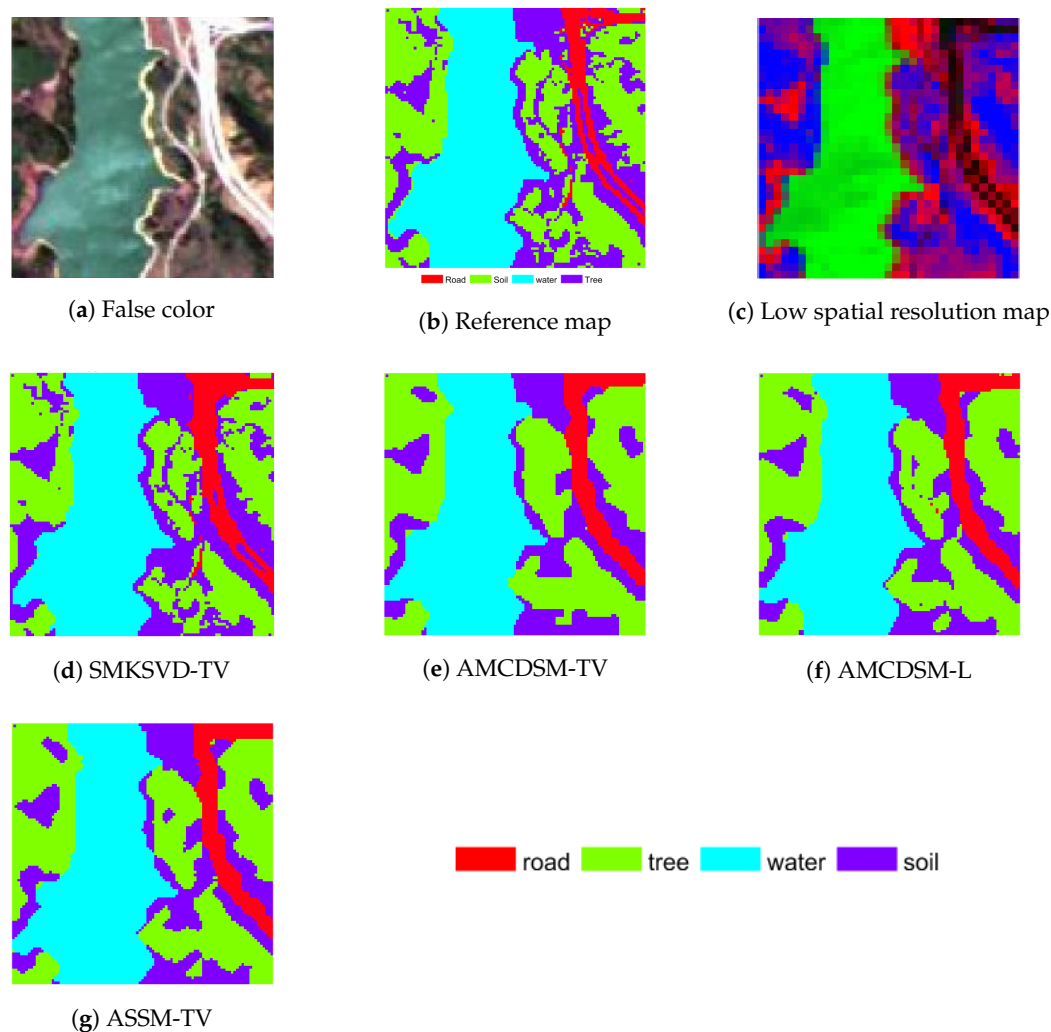 Road Soil water Tree
(a) False color
(b) Reference map
(c) Low spatial resolution map
(d) SMKSVD-TV
(e) AMCDSM-TV
(f) AMCDSM-L
road tree water soil
(g) ASSM-TV